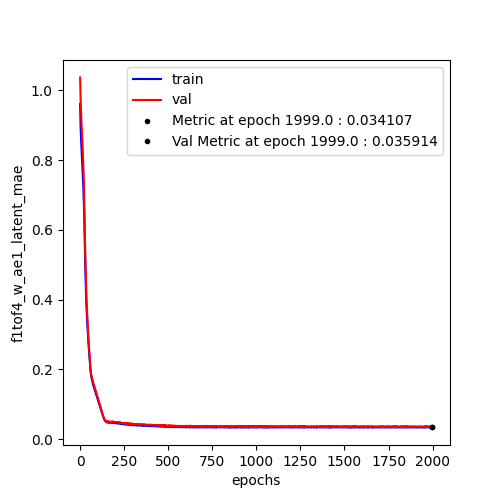 train
val
Metric at epoch 1999.0 : 0.034107
Val Metric at epoch 1999.0 : 0.035914
1.0
0.8
0.6
0.4
0.2
0.0
f1tof4_w_ae1_latent_mae
0 250 500 750 1000 1250 1500 1750 2000
epochs